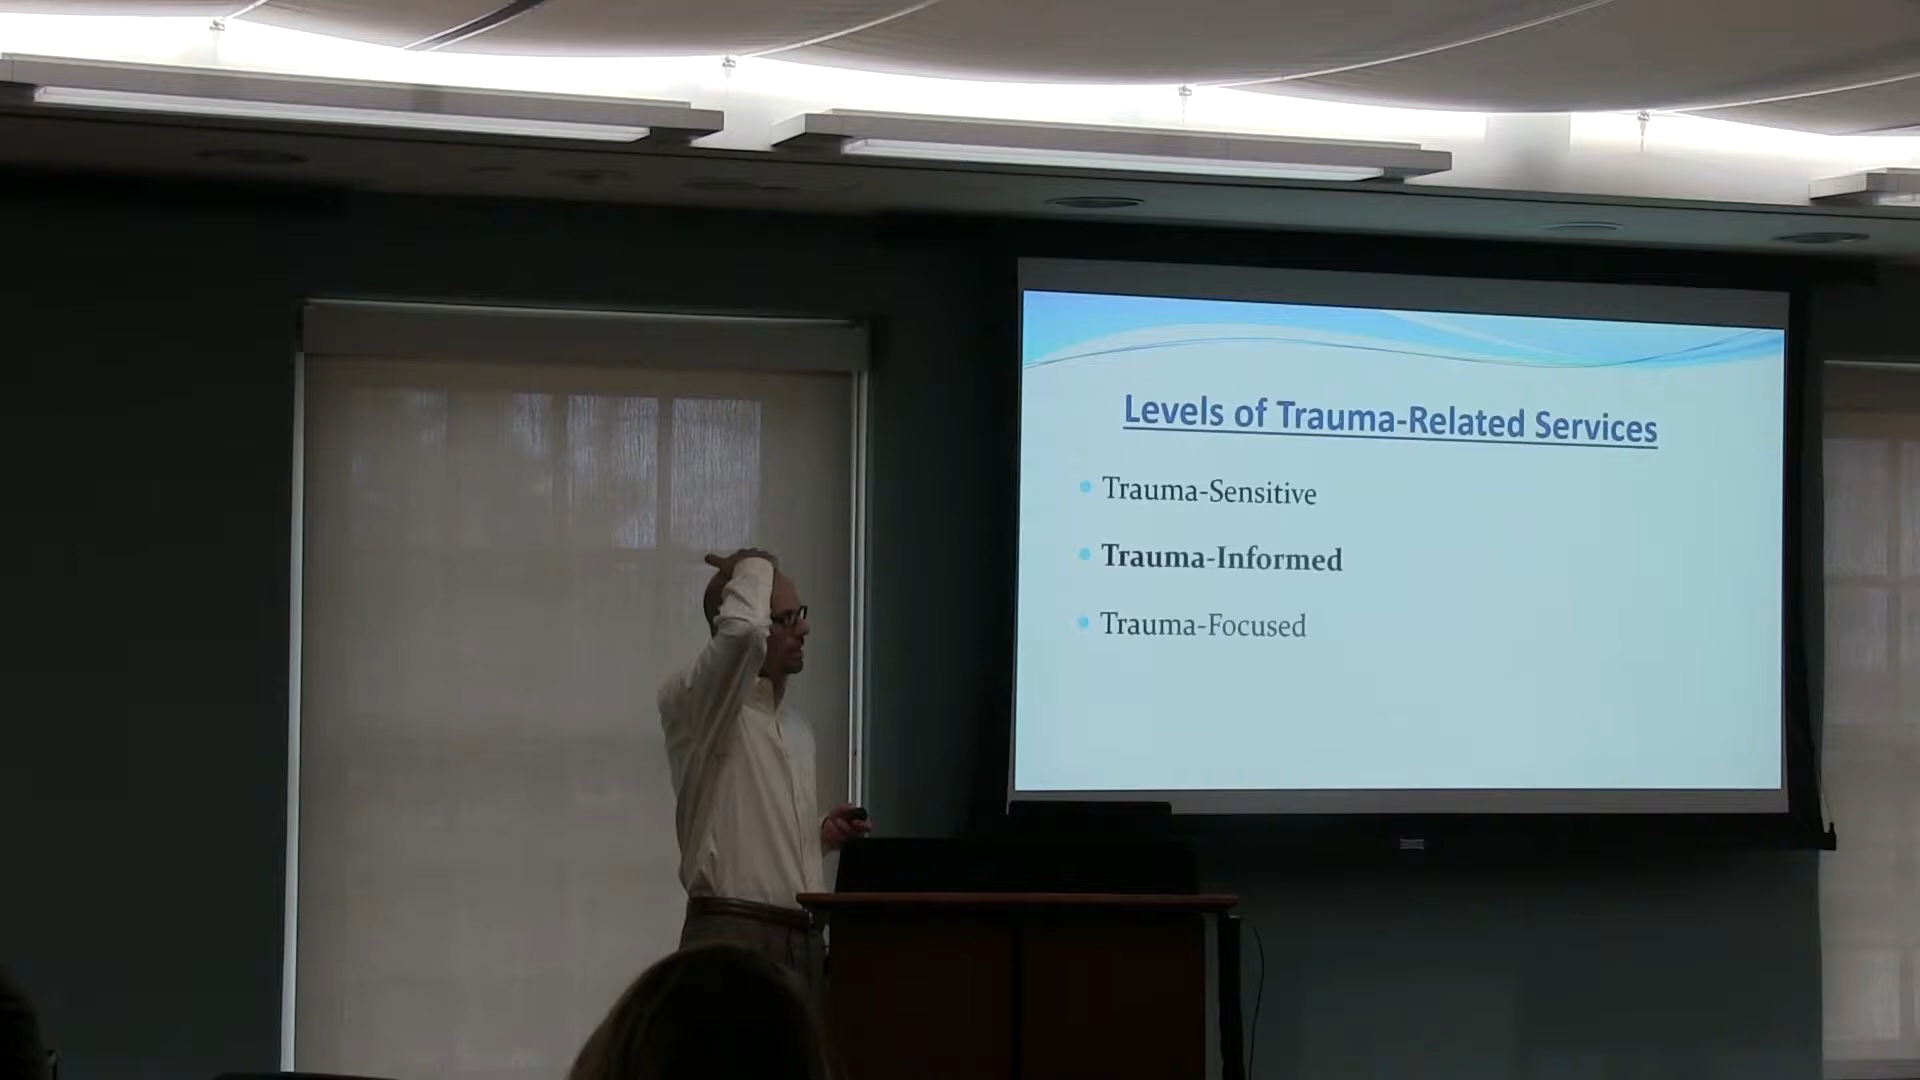 Levels of Trauma-Related Services
Trauma-Sensitive
Trauma-Informed
Trauma-Focused